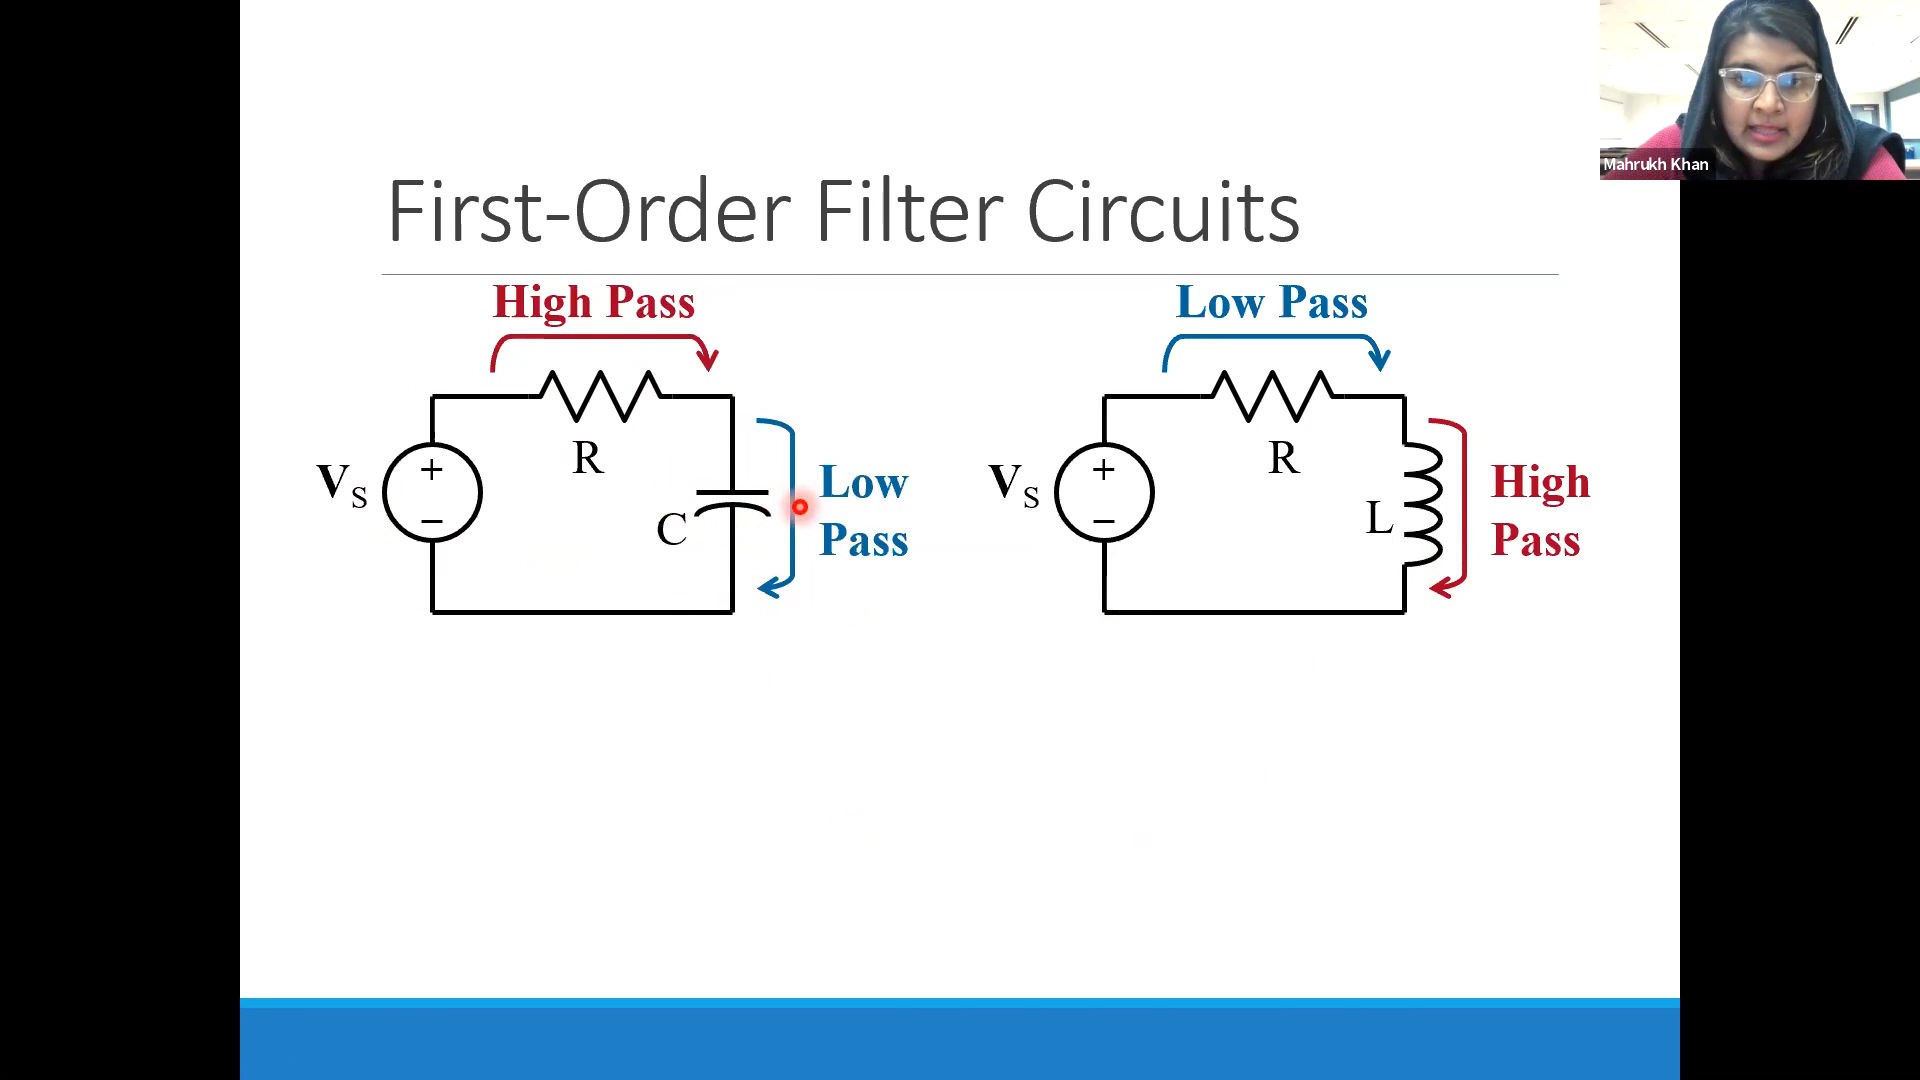 Mahrukh Khan
First-Order Filter Circuits
High Pass
Low Pass
R
VS
+
−
C
Low
Pass
R
VS
+
−
L
High
Pass